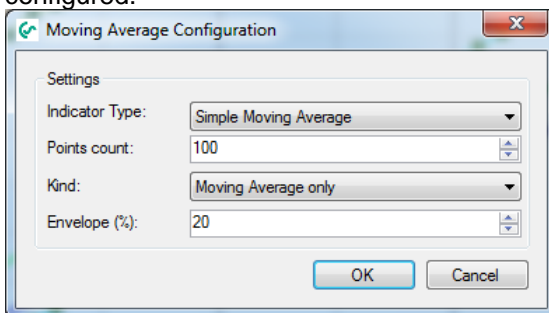 configured.
Moving Average Configuration
Settings
Indicator Type: Simple Moving Average
Points count: 100
Kind: Moving Average only
Envelope (%): 20
OK Cancel